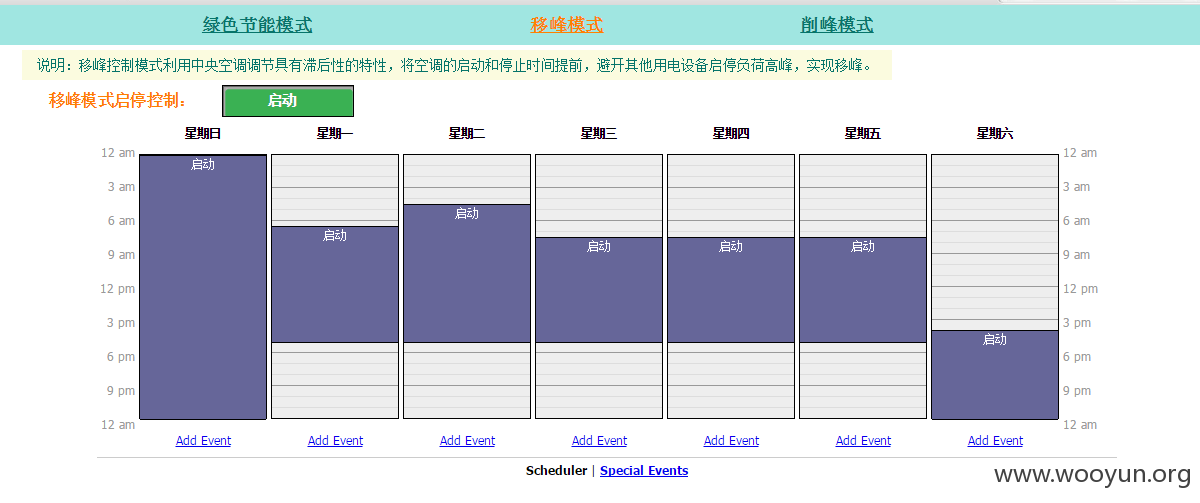 绿色节能模式 移峰模式 削峰模式
说明：移峰控制模式利用中央空调调节具有滞后性的特性，将空调的启动和停止时间提前，避开其他用电设备启停负荷高峰，实现移峰。
移峰模式启停控制： 启动
星期日 星期一 星期二 星期三 星期四 星期五 星期六
12 am 12 am
启动
3 am 3 am
启动
6 am 6 am
启动
启动 启动 启动
9 am 9 am
12 pm 12 pm
3 pm 3 pm
启动
6 pm 6 pm
9 pm 9 pm
12 am 12 am
Add Event Add Event Add Event Add Event Add Event Add Event Add Event
Scheduler | Special Events
www.wooyun.org